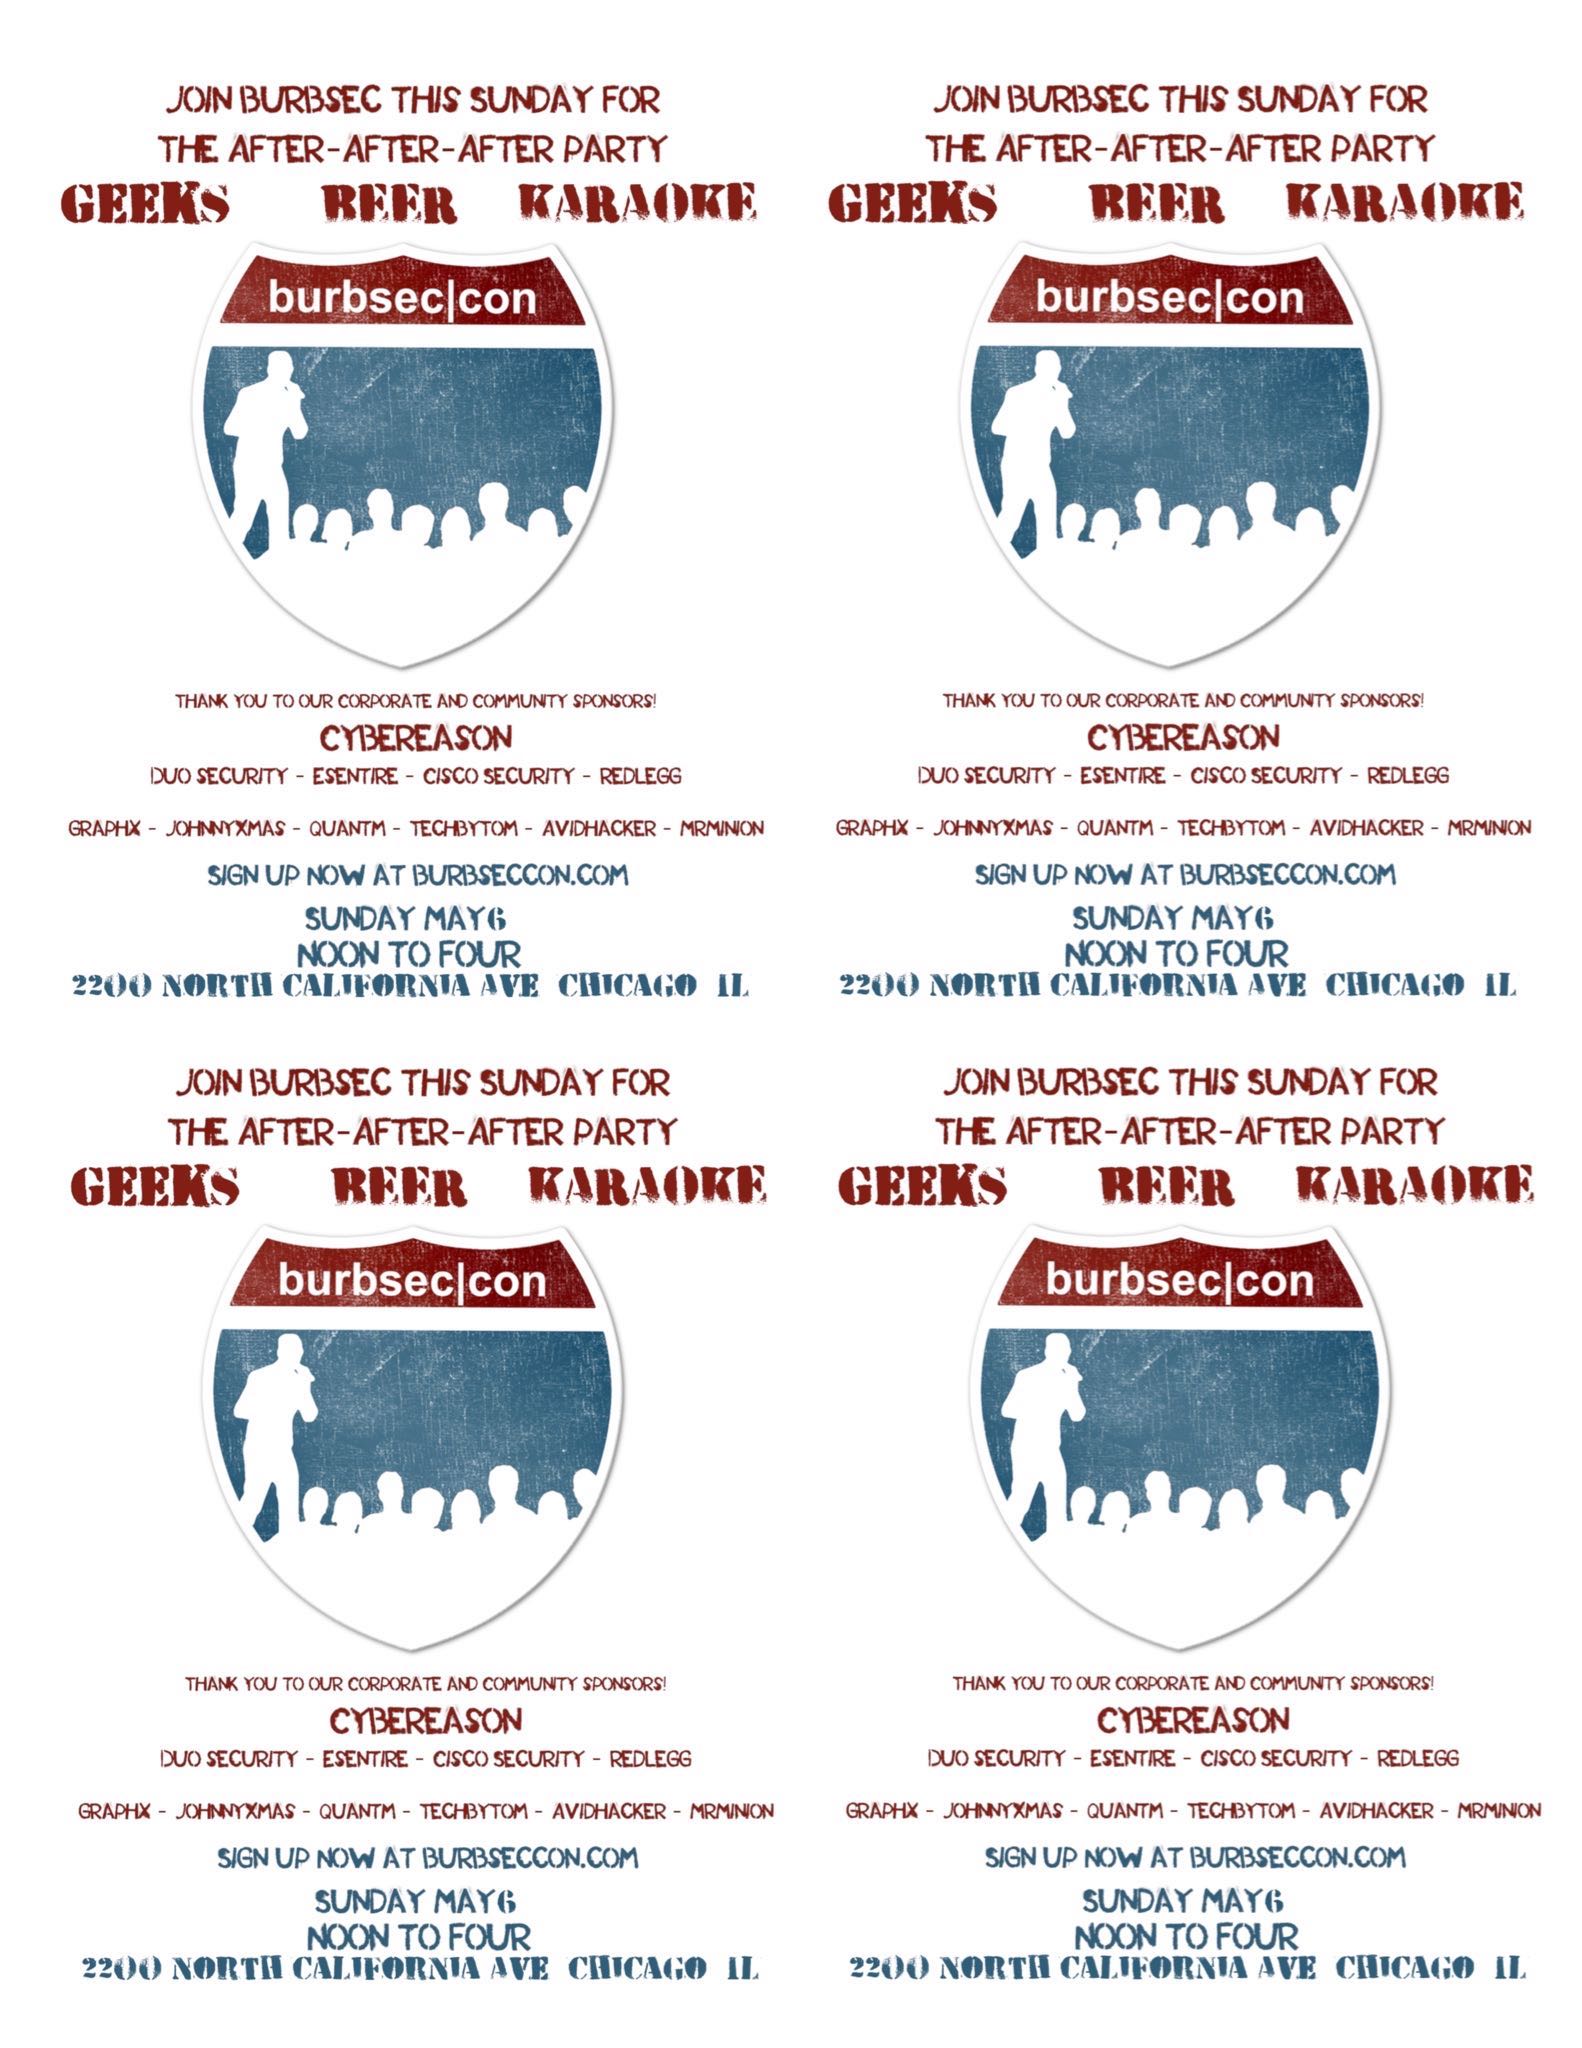 JOIN BURBSEC THIS SUNDAY FOR
THE AFTER-AFTER-AFTER PARTY
GEEKS BEER KARAOKE
burbsec|con
THANK YOU TO OUR CORPORATE AND COMMUNITY SPONSORS!
CYBEREASON
DUO SECURITY - ESENTIRE - CISCO SECURITY - REDLEGG
GRAPHX - JOHNNYXMAS - QUANTM - TECHBYTOM - AVIDHACKER - MRMINION
SIGN UP NOW AT BURBSECCON.COM
SUNDAY MAY 6
NOON TO FOUR
2200 NORTH CALIFORNIA AVE CHICAGO IL
JOIN BURBSEC THIS SUNDAY FOR
THE AFTER-AFTER-AFTER PARTY
GEEKS BEER KARAOKE
burbsec|con
THANK YOU TO OUR CORPORATE AND COMMUNITY SPONSORS!
CYBEREASON
DUO SECURITY - ESENTIRE - CISCO SECURITY - REDLEGG
GRAPHX - JOHNNYXMAS - QUANTM - TECHBYTOM - AVIDHACKER - MRMINION
SIGN UP NOW AT BURBSECCON.COM
SUNDAY MAY 6
NOON TO FOUR
2200 NORTH CALIFORNIA AVE CHICAGO IL
JOIN BURBSEC THIS SUNDAY FOR
THE AFTER-AFTER-AFTER PARTY
GEEKS BEER KARAOKE
burbsec|con
THANK YOU TO OUR CORPORATE AND COMMUNITY SPONSORS!
CYBEREASON
DUO SECURITY - ESENTIRE - CISCO SECURITY - REDLEGG
GRAPHX - JOHNNYXMAS - QUANTM - TECHBYTOM - AVIDHACKER - MRMINION
SIGN UP NOW AT BURBSECCON.COM
SUNDAY MAY 6
NOON TO FOUR
2200 NORTH CALIFORNIA AVE CHICAGO IL
JOIN BURBSEC THIS SUNDAY FOR
THE AFTER-AFTER-AFTER PARTY
GEEKS BEER KARAOKE
burbsec|con
THANK YOU TO OUR CORPORATE AND COMMUNITY SPONSORS!
CYBEREASON
DUO SECURITY - ESENTIRE - CISCO SECURITY - REDLEGG
GRAPHX - JOHNNYXMAS - QUANTM - TECHBYTOM - AVIDHACKER - MRMINION
SIGN UP NOW AT BURBSECCON.COM
SUNDAY MAY 6
NOON TO FOUR
2200 NORTH CALIFORNIA AVE CHICAGO IL